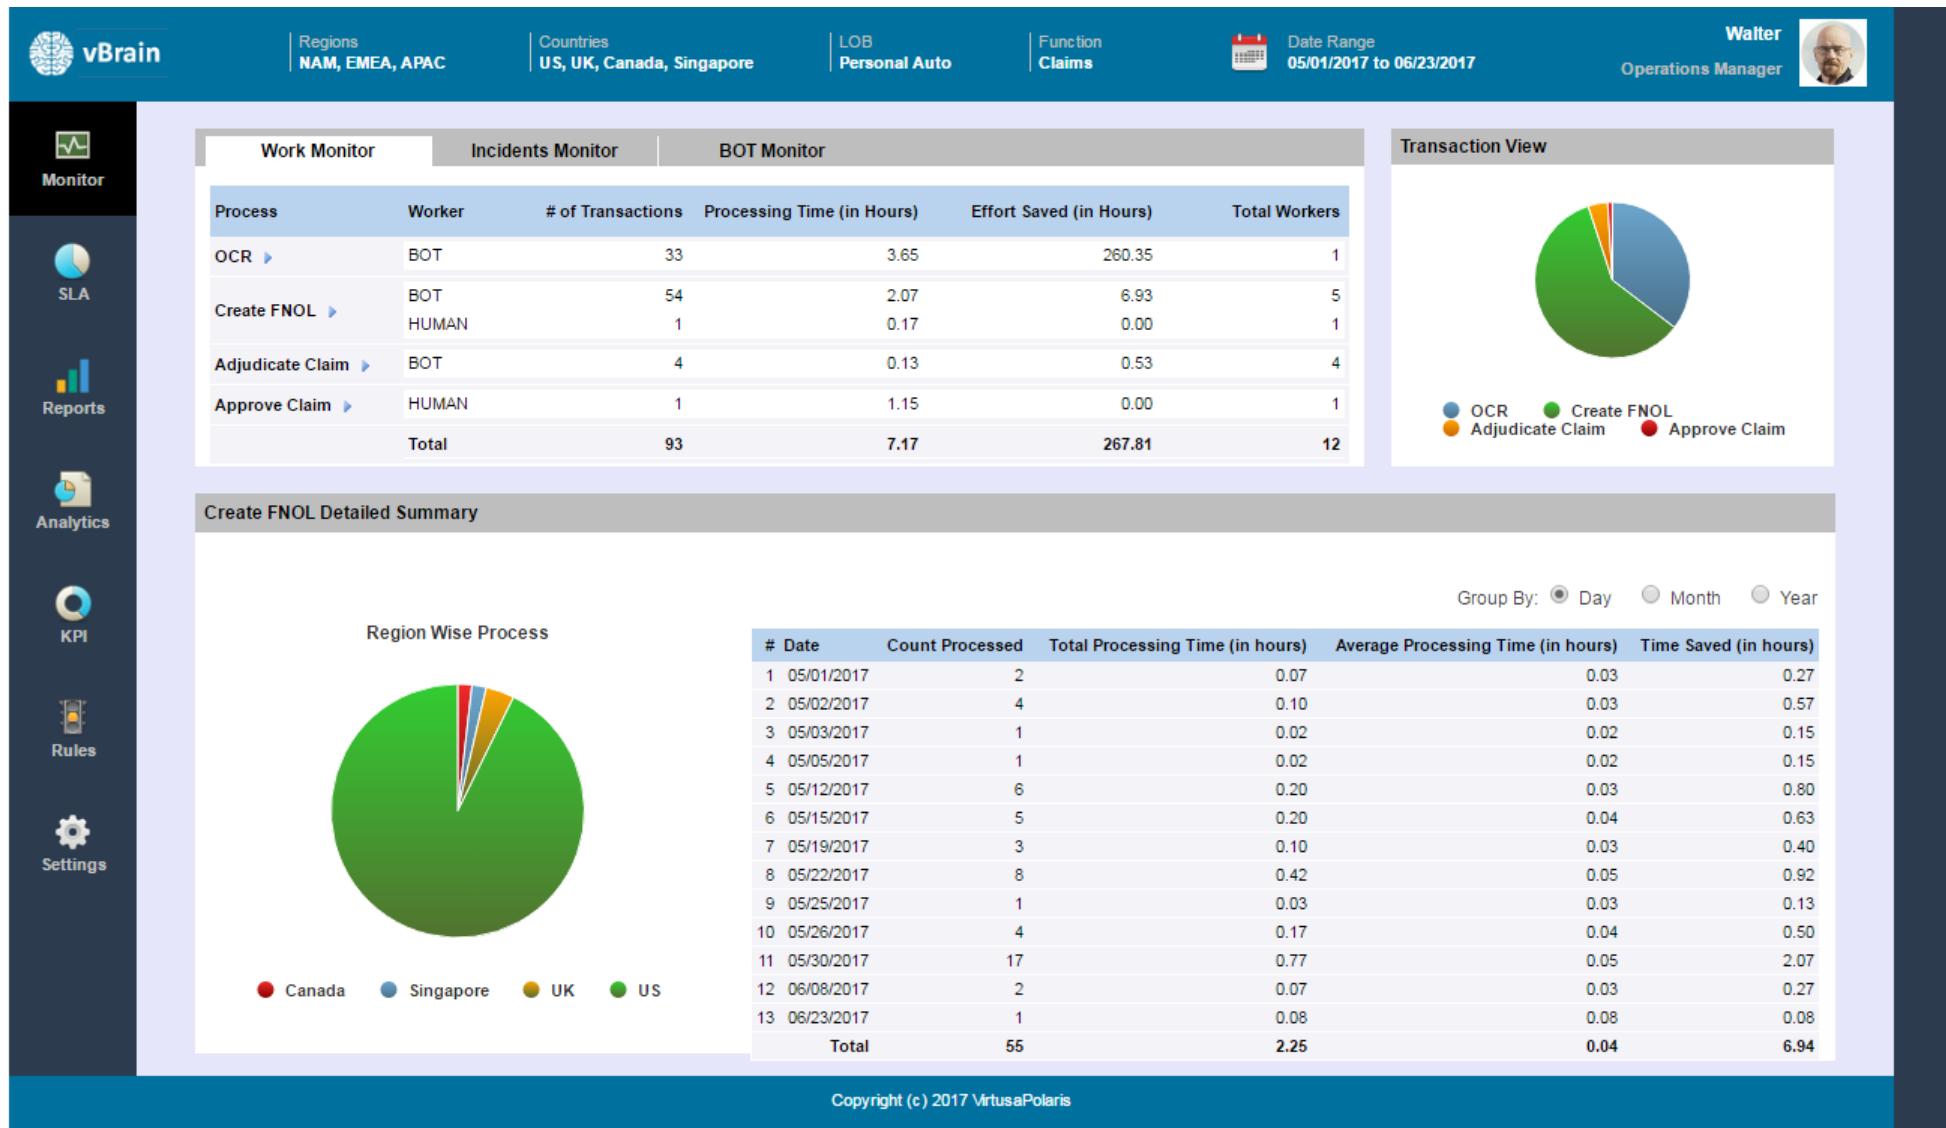 vBrain
Regions
NAM, EMEA, APAC
Countries
US, UK, Canada, Singapore
LOB
Personal Auto
Function
Claims
Date Range
05/01/2017 to 06/23/2017
Walter
Operations Manager
Monitor
SLA
Reports
Analytics
KPI
Rules
Settings
Work Monitor Incidents Monitor BOT Monitor
Process Worker # of Transactions Processing Time (in Hours) Effort Saved (in Hours) Total Workers
OCR BOT 33 3.65 260.35 1
Create FNOL BOT 54 2.07 6.93 5
HUMAN 1 0.17 0.00 1
Adjudicate Claim BOT 4 0.13 0.53 4
Approve Claim HUMAN 1 1.15 0.00 1
Total 93 7.17 267.81 12
Transaction View
OCR Create FNOL
Adjudicate Claim Approve Claim
Create FNOL Detailed Summary
Region Wise Process
Canada Singapore UK US
Group By: Day Month Year
# Date Count Processed Total Processing Time (in hours) Average Processing Time (in hours) Time Saved (in hours)
1 05/01/2017 2 0.07 0.03 0.27
2 05/02/2017 4 0.10 0.03 0.57
3 05/03/2017 1 0.02 0.02 0.15
4 05/05/2017 1 0.02 0.02 0.15
5 05/12/2017 6 0.20 0.03 0.80
6 05/15/2017 5 0.20 0.04 0.63
7 05/19/2017 3 0.10 0.03 0.40
8 05/22/2017 8 0.42 0.05 0.92
9 05/25/2017 1 0.03 0.03 0.13
10 05/26/2017 4 0.17 0.04 0.50
11 05/30/2017 17 0.77 0.05 2.07
12 06/08/2017 2 0.07 0.03 0.27
13 06/23/2017 1 0.08 0.08 0.08
Total 55 2.25 0.04 6.94
Copyright (c) 2017 VirtusaPolaris